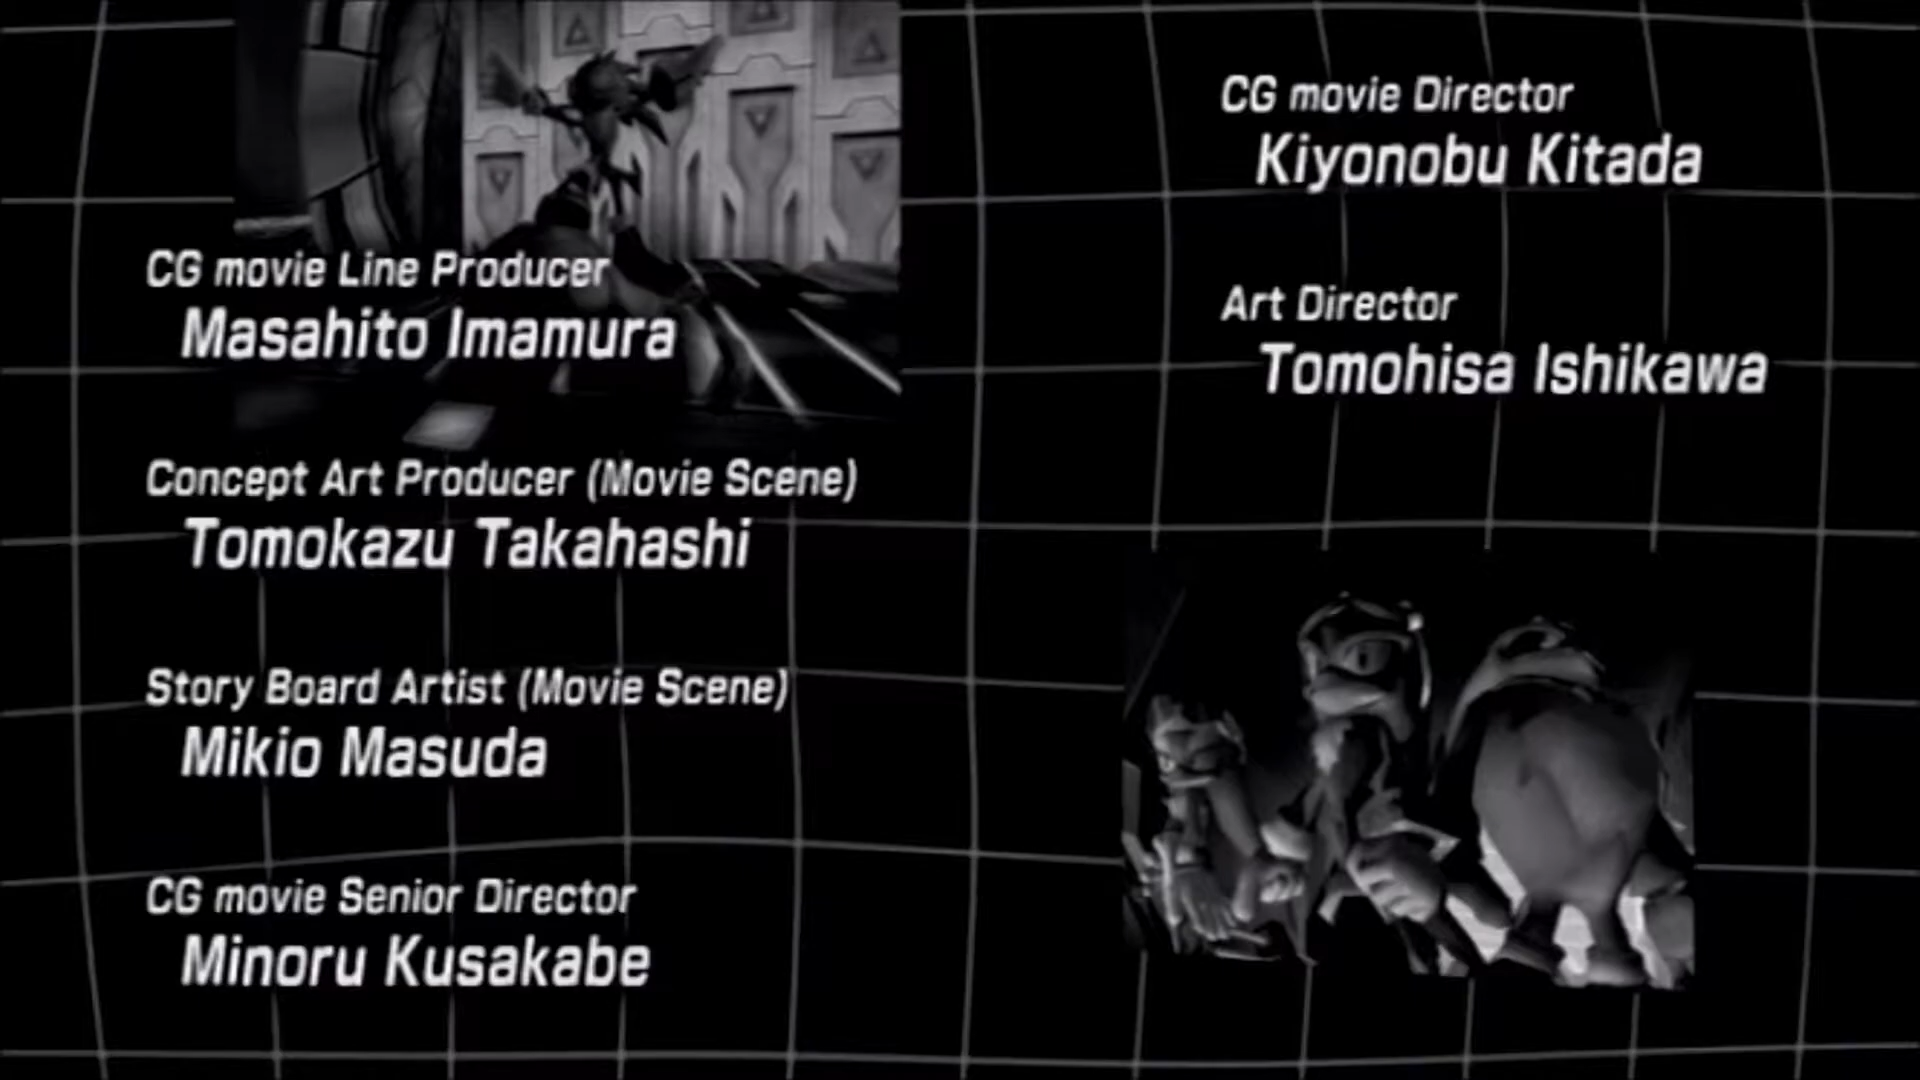 CG movie Line Producer
Masahito Imamura
Concept Art Producer (Movie Scene)
Tomokazu Takahashi
Story Board Artist (Movie Scene)
Mikio Masuda
CG movie Senior Director
Minoru Kusakabe
CG movie Director
Kiyonobu Kitada
Art Director
Tomohisa Ishikawa